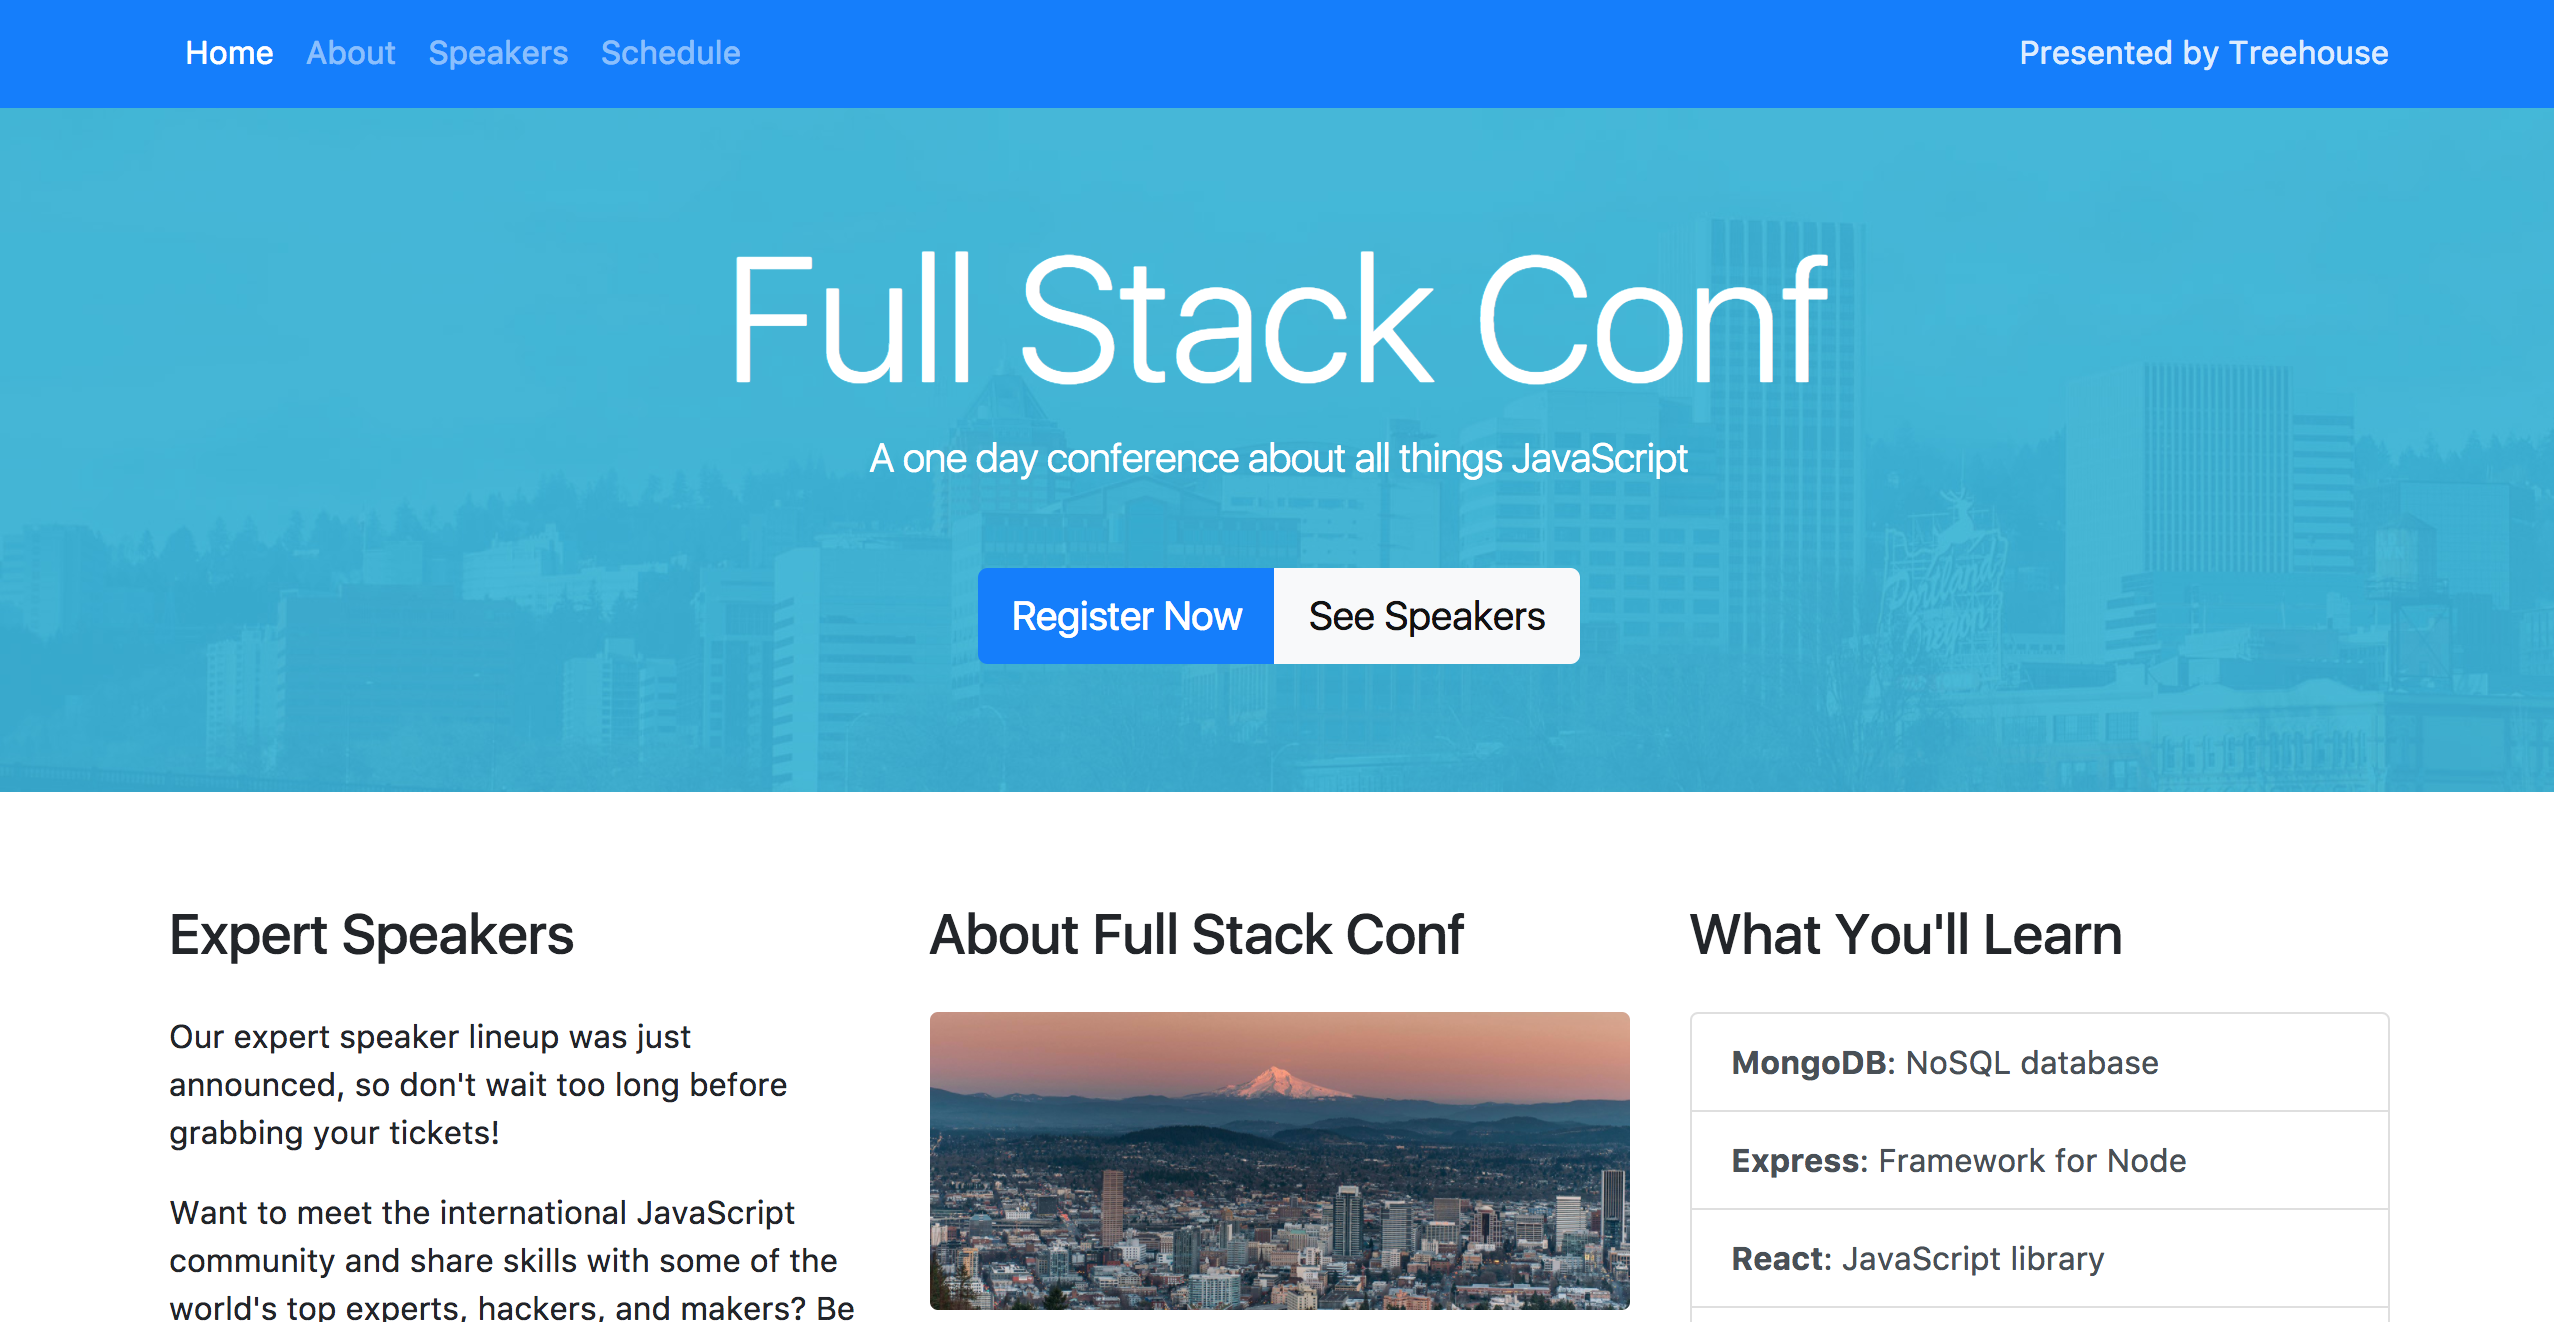 Home About Speakers Schedule Presented by Treehouse
Full Stack Conf
A one day conference about all things JavaScript
Portland
Oregon
Register Now See Speakers
Expert Speakers
Our expert speaker lineup was just
announced, so don't wait too long before
grabbing your tickets!
Want to meet the international JavaScript
community and share skills with some of the
world's top experts, hackers, and makers? Be
About Full Stack Conf
What You'll Learn
MongoDB: NoSQL database
Express: Framework for Node
React: JavaScript library